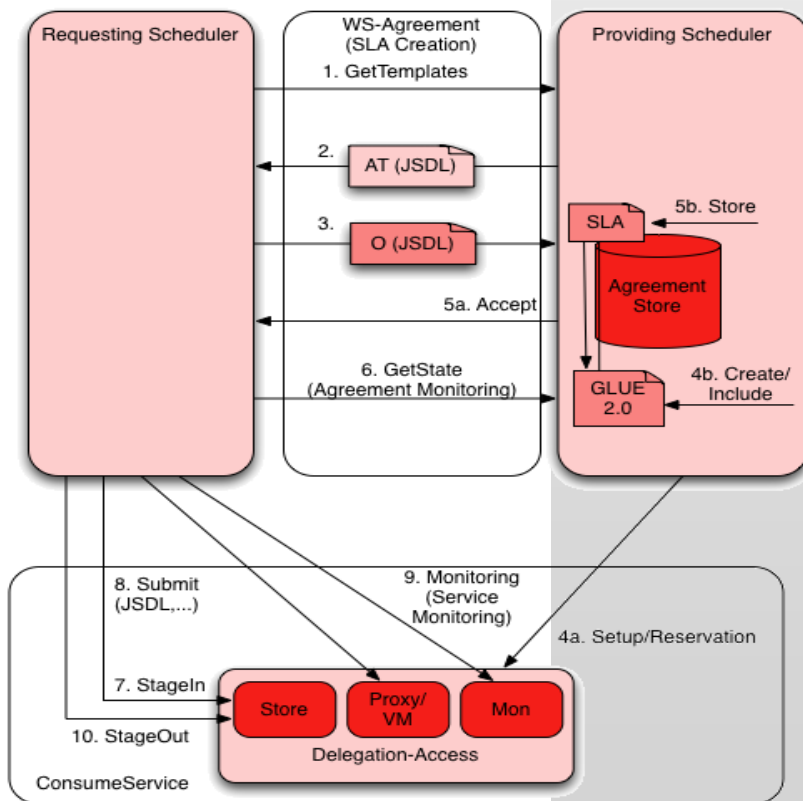 Requesting Scheduler
WS-Agreement
(SLA Creation)
Providing Scheduler
1. GetTemplates
2.
AT (JSDL)
3.
O (JSDL)
SLA
5b. Store
Agreement
Store
5a. Accept
6. GetState
(Agreement Monitoring)
GLUE
2.0
4b. Create/
Include
8. Submit
(JSDL,...)
9. Monitoring
(Service
Monitoring)
4a. Setup/Reservation
7. StageIn
Store
Proxy/
VM
Mon
10. StageOut
Delegation-Access
ConsumeService